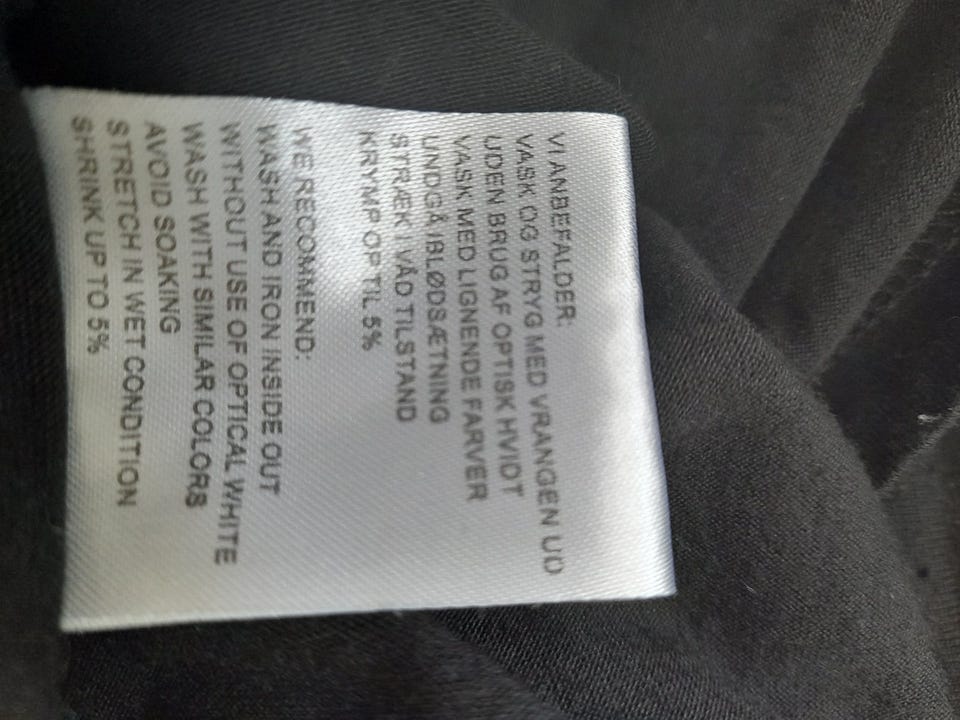 VI ANBEFALDER:
VASK OG STRYG MED VRANGEN UD
UDEN BRUG AF OPTISK HVIDT
VASK MED LIGNENDE FARVER
UNDGÅ IBLØDSÆTNING
STRÆK I VÅD TILSTAND
KRYMP OP TIL 5%
WE RECOMMEND:
WASH AND IRON INSIDE OUT
WITHOUT USE OF OPTICAL WHITE
WASH WITH SIMILAR COLORS
AVOID SOAKING
STRETCH IN WET CONDITION
SHRINK UP TO 5%